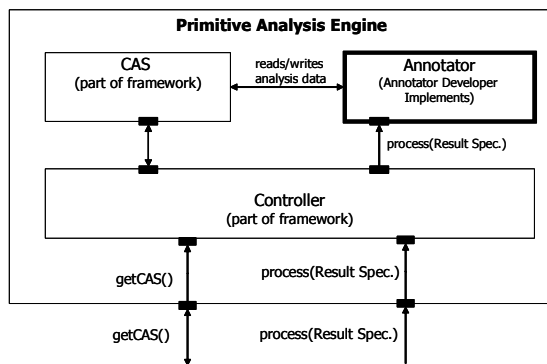 Primitive Analysis Engine
CAS
(part of framework)
reads/writes
analysis data
Annotator
(Annotator Developer
Implements)
process(Result Spec.)
Controller
(part of framework)
getCAS()
process(Result Spec.)
getCAS()
process(Result Spec.)